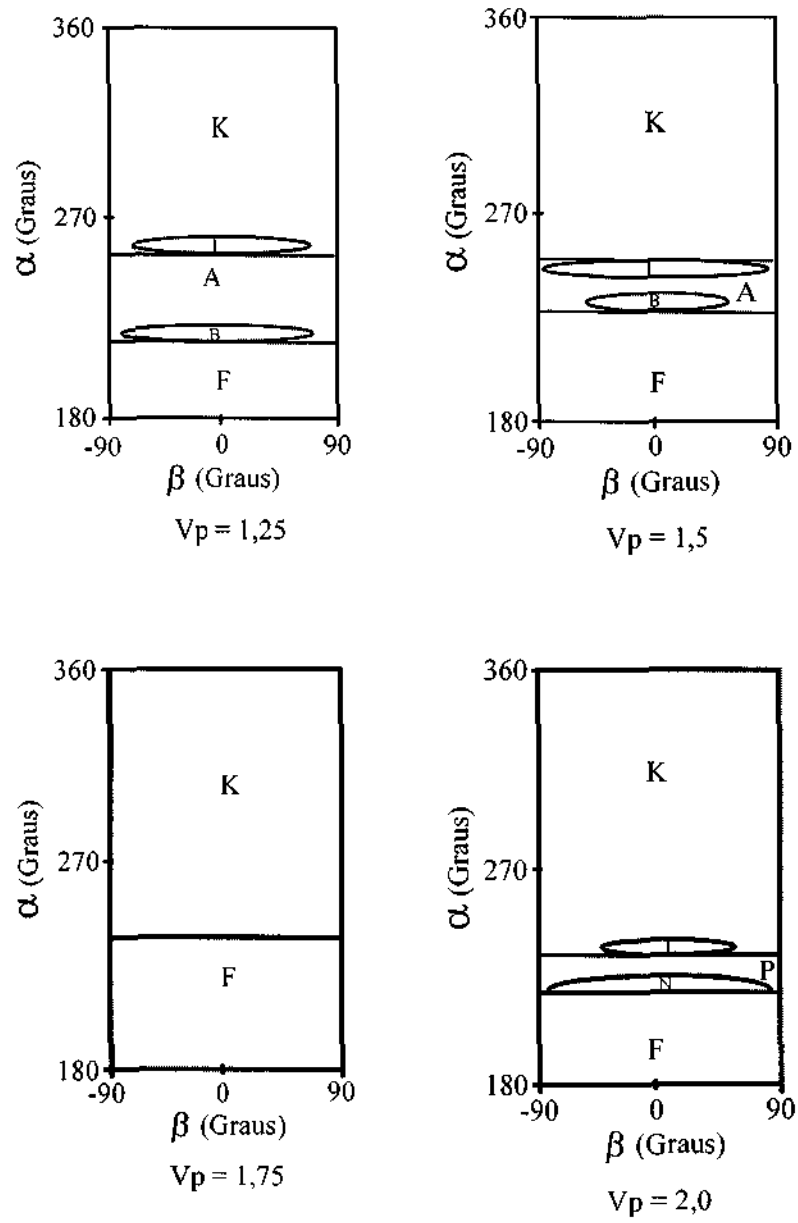 360
K
270
I
A
B
F
180
-90
0
90
α (Graus)
β (Graus)
Vp = 1,25
360
K
270
I
A
B
F
180
-90
0
90
α (Graus)
β (Graus)
Vp = 1,5
360
K
270
F
180
-90
0
90
α (Graus)
β (Graus)
Vp = 1,75
360
K
270
I
P
N
F
180
-90
0
90
α (Graus)
β (Graus)
Vp = 2,0